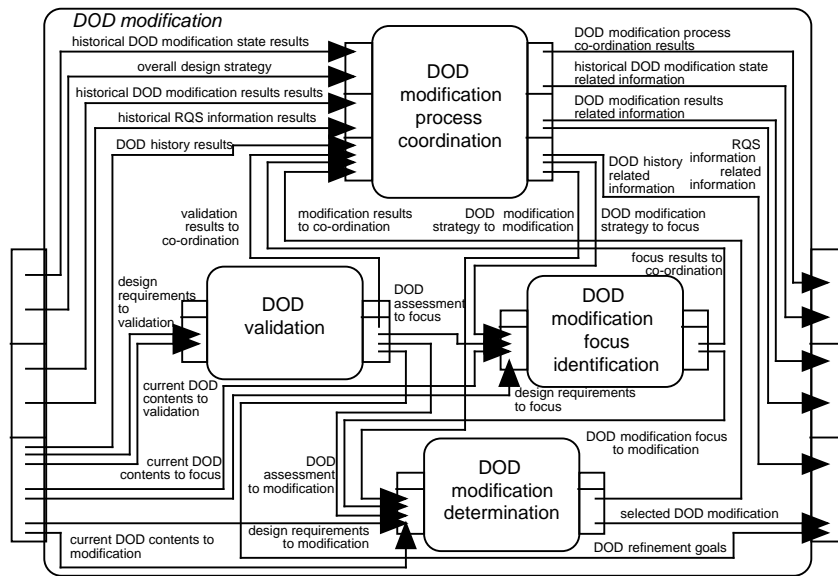 DOD modification
historical DOD modification state results
overall design strategy
historical DOD modification results results
historical RQS information results
DOD history results
DOD
modification
process
coordination
DOD modification process
co-ordination results
historical DOD modification state
related information
DOD modification results
related information
RQS
information
related
information
DOD history
related
information
validation
results
to co-ordination
modification results
to co-ordination
DOD
strategy to
modification
modification
DOD modification
strategy to focus
focus results to
co-ordination
design
requirements
to
validation
DOD
validation
DOD
assessment
to focus
DOD
modification
focus
identification
current DOD
contents to
validation
design requirements
to focus
current DOD
contents to focus
DOD
assessment
to modification
DOD
modification
determination
DOD modification focus
to modification
current DOD contents to
modification
design requirements
to modification
selected DOD modification
DOD refinement goals